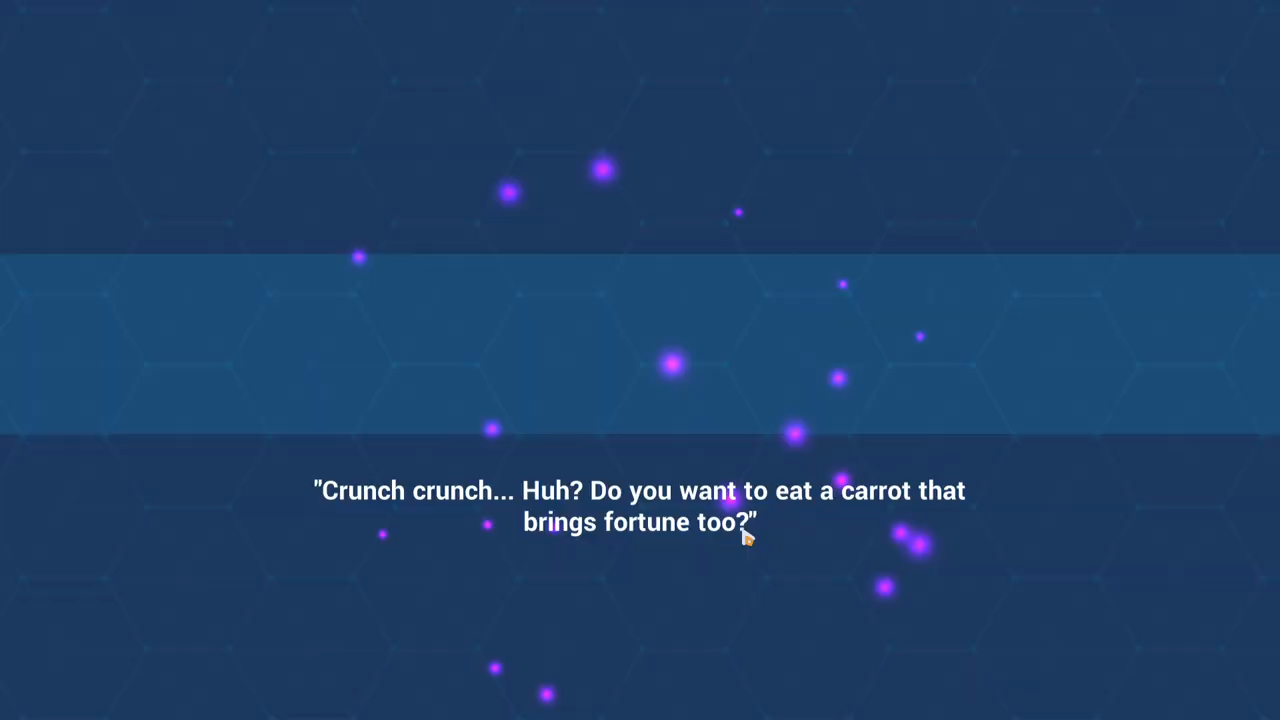 "Crunch crunch... Huh? Do you want to eat a carrot that
brings fortune too?"